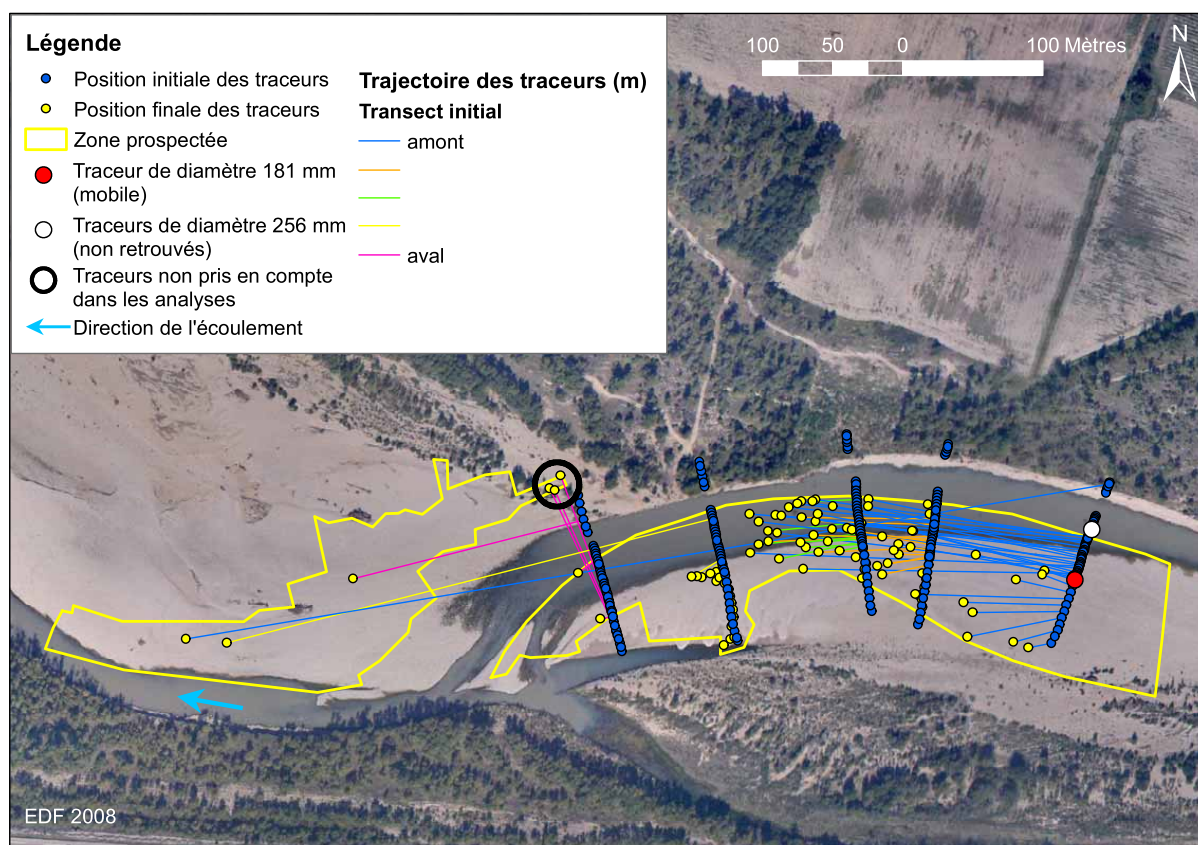 Légende
Position initiale des traceurs
Position finale des traceurs
Zone prospectée
Traceur de diamètre 181 mm
(mobile)
Traceurs de diamètre 256 mm
(non retrouvés)
Traceurs non pris en compte
dans les analyses
Direction de l'écoulement
Trajectoire des traceurs (m)
Transect initial
amont
aval
100 50 0 100 Mètres
N
EDF 2008